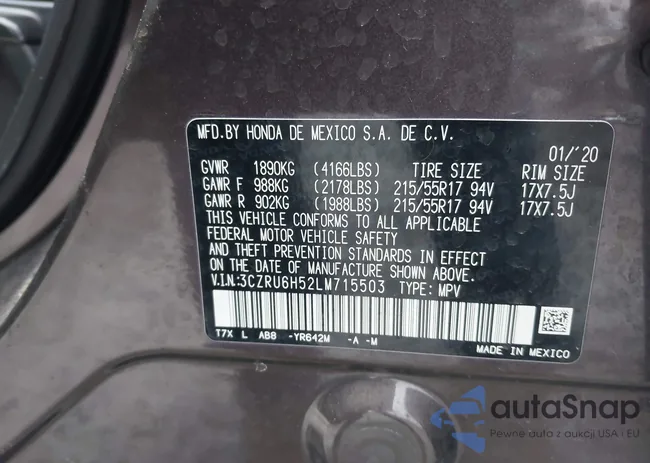 MFD.BY HONDA DE MEXICO S.A. DE C.V.
01/'20
GVWR 1890KG (4166LBS) TIRE SIZE RIM SIZE
GAWR F 988KG (2178LBS) 215/55R17 94V 17X7.5J
GAWR R 902KG (1988LBS) 215/55R17 94V 17X7.5J
THIS VEHICLE CONFORMS TO ALL APPLICABLE
FEDERAL MOTOR VEHICLE SAFETY
AND THEFT PREVENTION STANDARDS IN EFFECT
ON THE DATE OF MANUFACTURE SHOWN ABOVE.
V.I.N:3CZRU6H52LM715503 TYPE: MPV
T7X L AB8 -YR642M -A -M
MADE IN MEXICO
autaSnap
Pewne auto z aukcji USA i EU